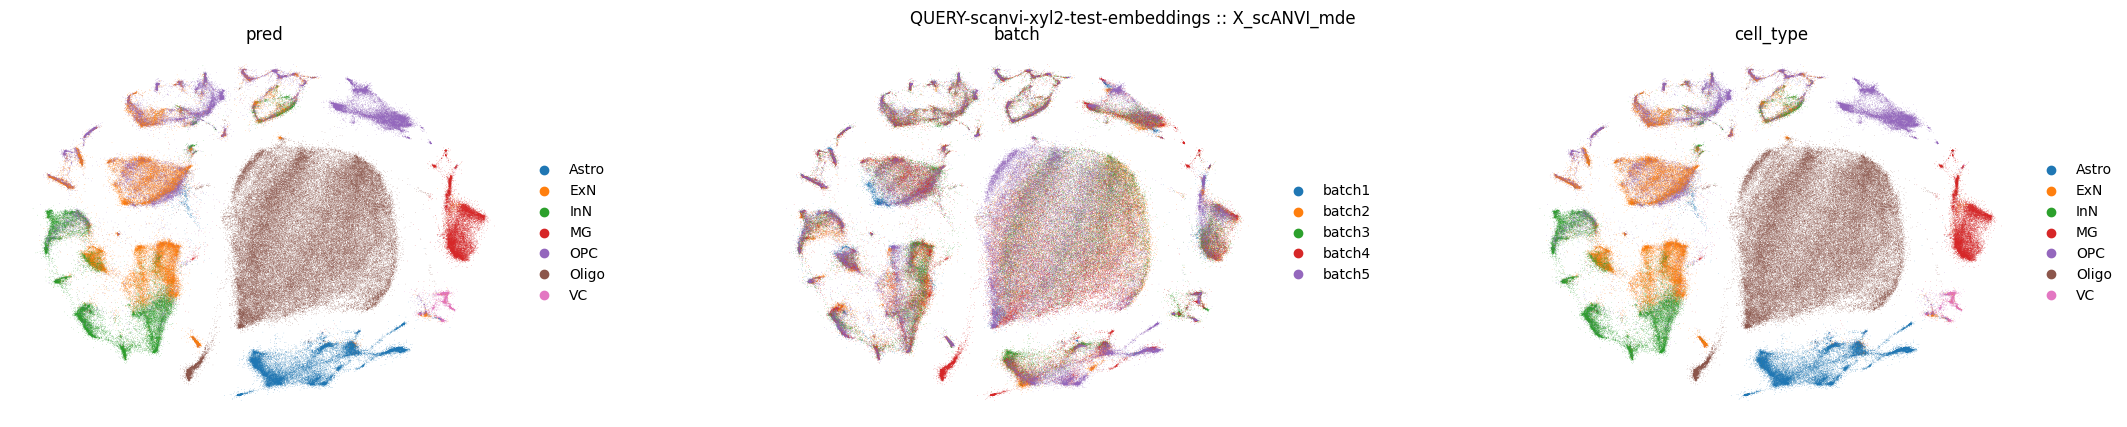 QUERY-scanvi-xyl2-test-embeddings :: X_scANVI_mde
pred
Astro
ExN
InN
MG
OPC
Oligo
VC
batch
batch1
batch2
batch3
batch4
batch5
cell_type
Astro
ExN
InN
MG
OPC
Oligo
VC